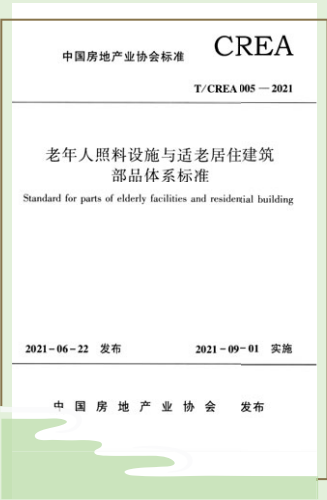 中国房地产业协会标准 CREA
T/CREA 005—2021
老年人照料设施与适老居住建筑
部品体系标准
Standard for parts of elderly facilities and residential building
2021-06-22 发布 2021-09-01 实施
中国房地产业协会 发布